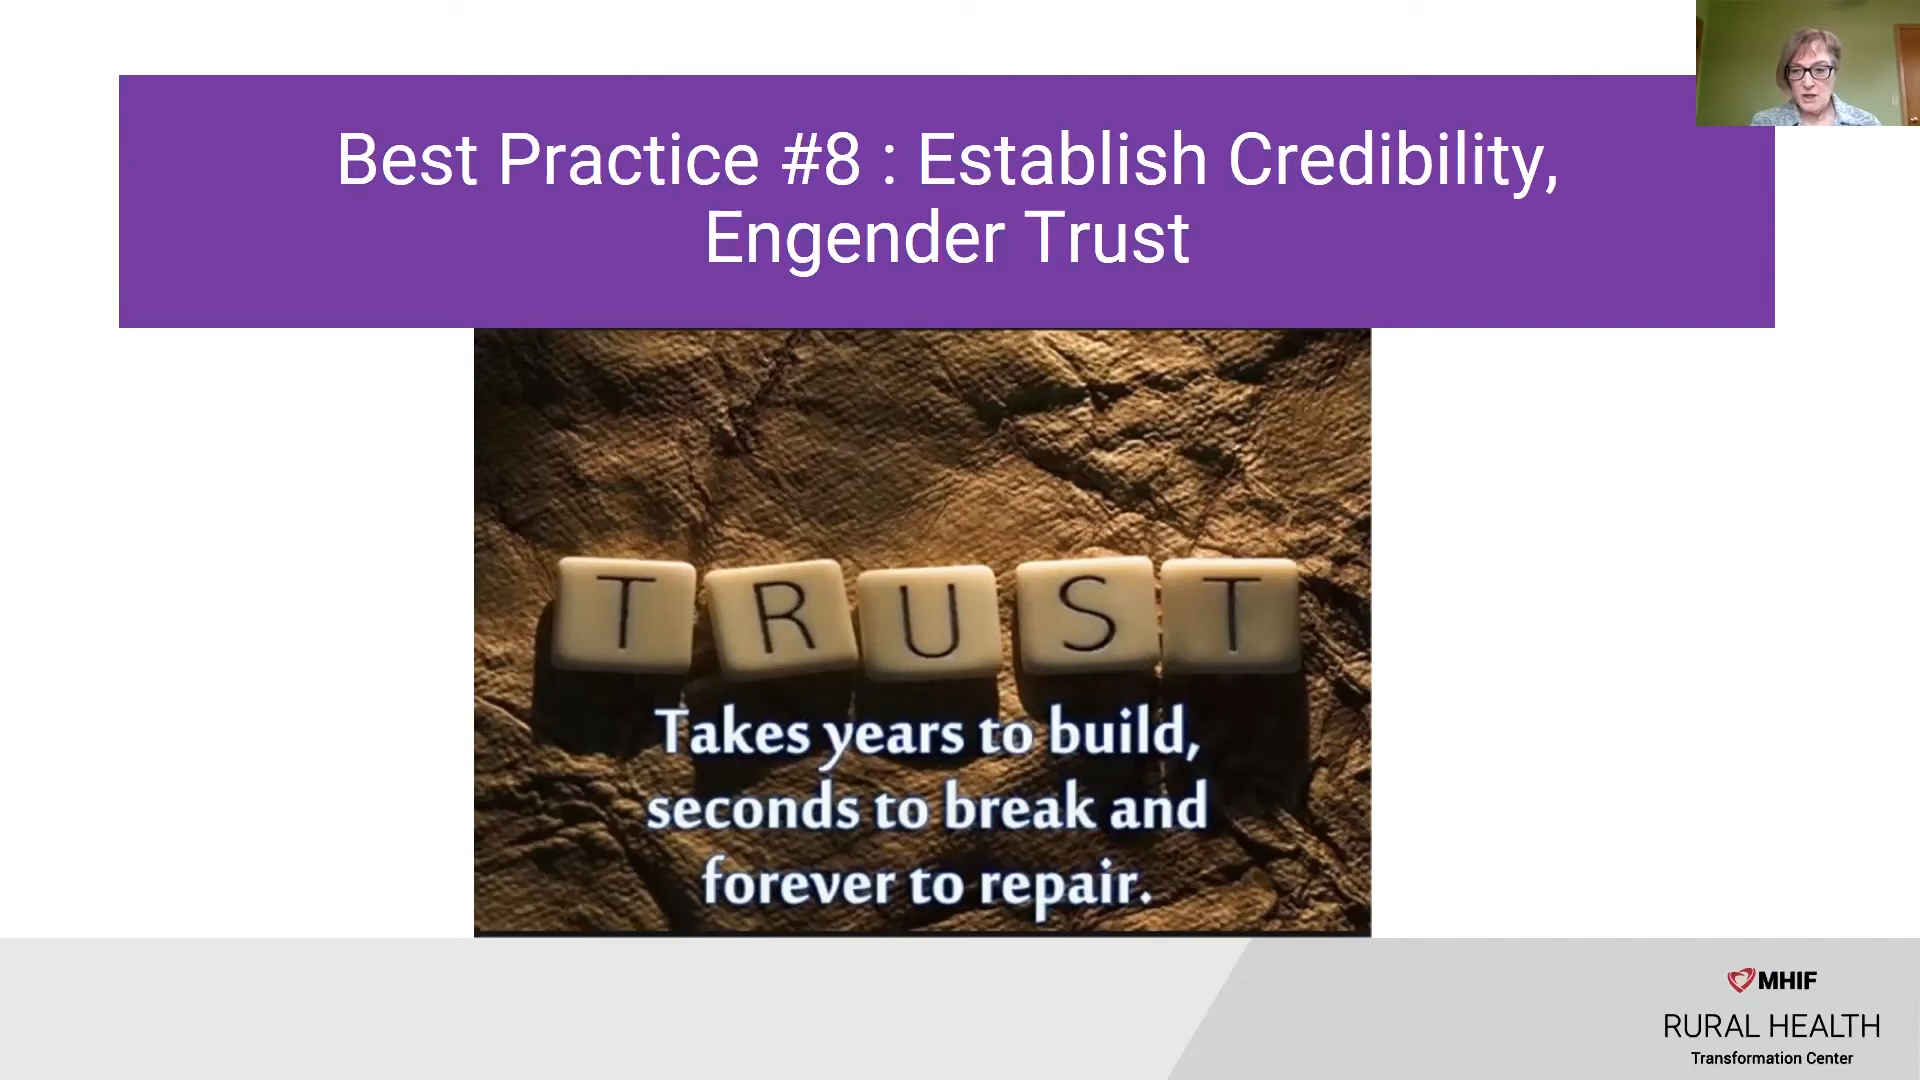 Best Practice #8 : Establish Credibility,
Engender Trust
TRUST
Takes years to build,
seconds to break and
forever to repair.
MHIF
RURAL HEALTH
Transformation Center